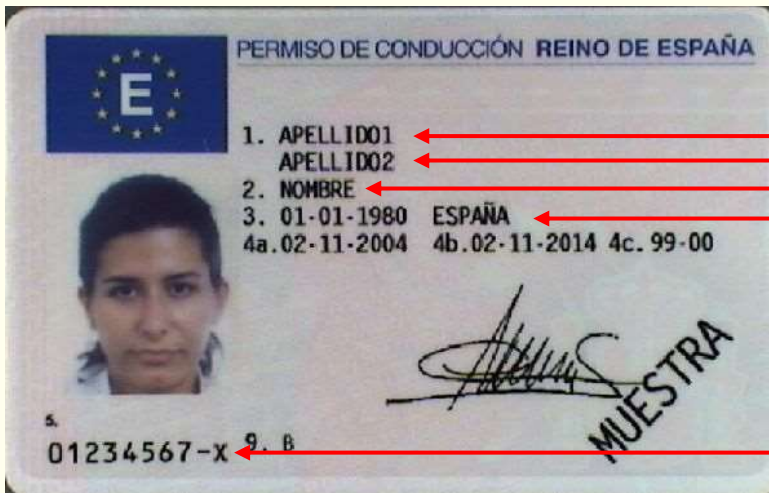 E
PERMISO DE CONDUCCIÓN REINO DE ESPAÑA
1. APELLIDO1
APELLIDO2
2. NOMBRE
3. 01-01-1980 ESPAÑA
4a.02-11-2004 4b.02-11-2014 4c.99-00
MUESTRA
5.
01234567-X 9. B